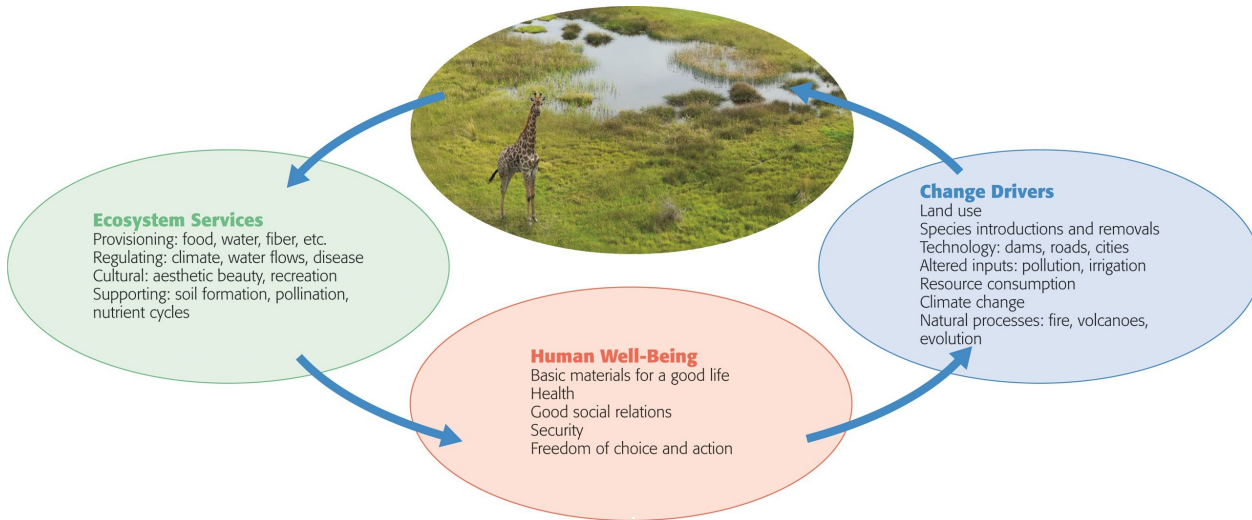 Ecosystem Services
Provisioning: food, water, fiber, etc.
Regulating: climate, water flows, disease
Cultural: aesthetic beauty, recreation
Supporting: soil formation, pollination,
nutrient cycles
Human Well-Being
Basic materials for a good life
Health
Good social relations
Security
Freedom of choice and action
Change Drivers
Land use
Species introductions and removals
Technology: dams, roads, cities
Altered inputs: pollution, irrigation
Resource consumption
Climate change
Natural processes: fire, volcanoes,
evolution